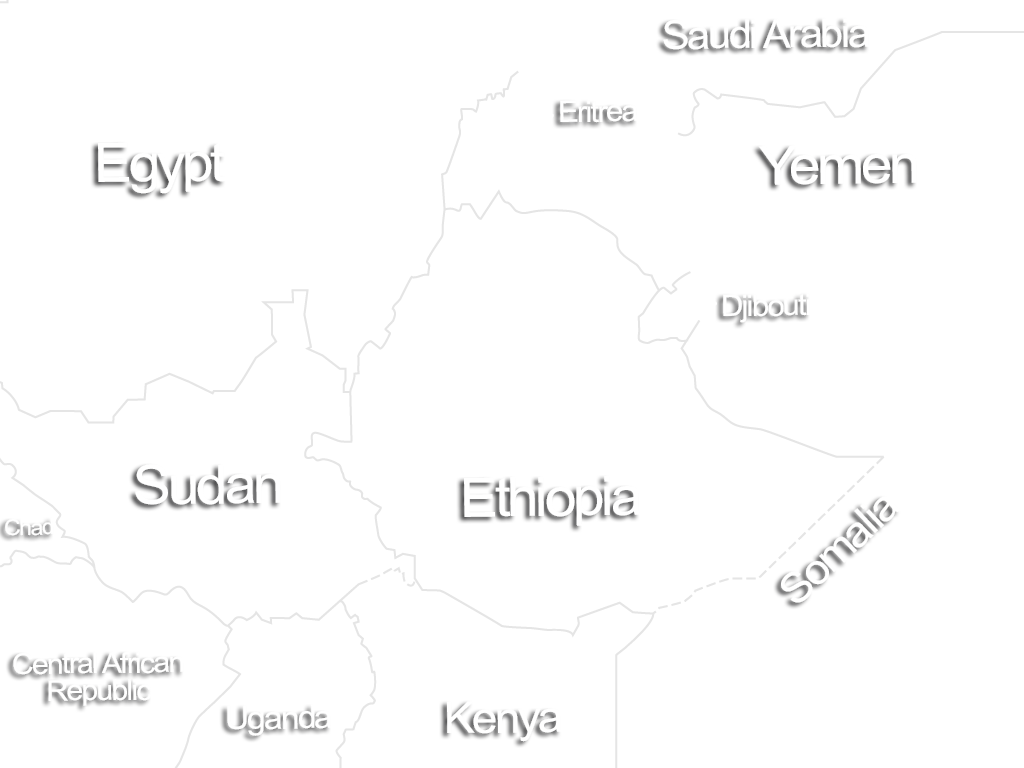 Saudi Arabia
Eritrea
Egypt
Yemen
Djibouti
Sudan
Ethiopia
Somalia
Chad
Central African
Republic
Uganda
Kenya